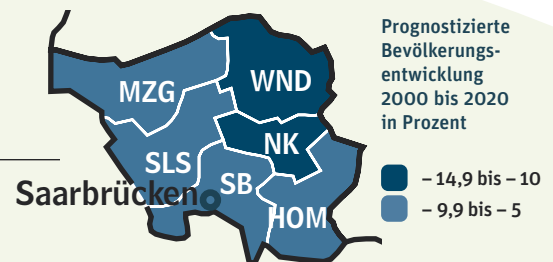 Prognostizierte
Bevölkerungs-
entwicklung
2000 bis 2020
in Prozent
– 14,9 bis – 10
– 9,9 bis – 5
WND
MZG
NK
SLS
SB
Saarbrücken
HOM